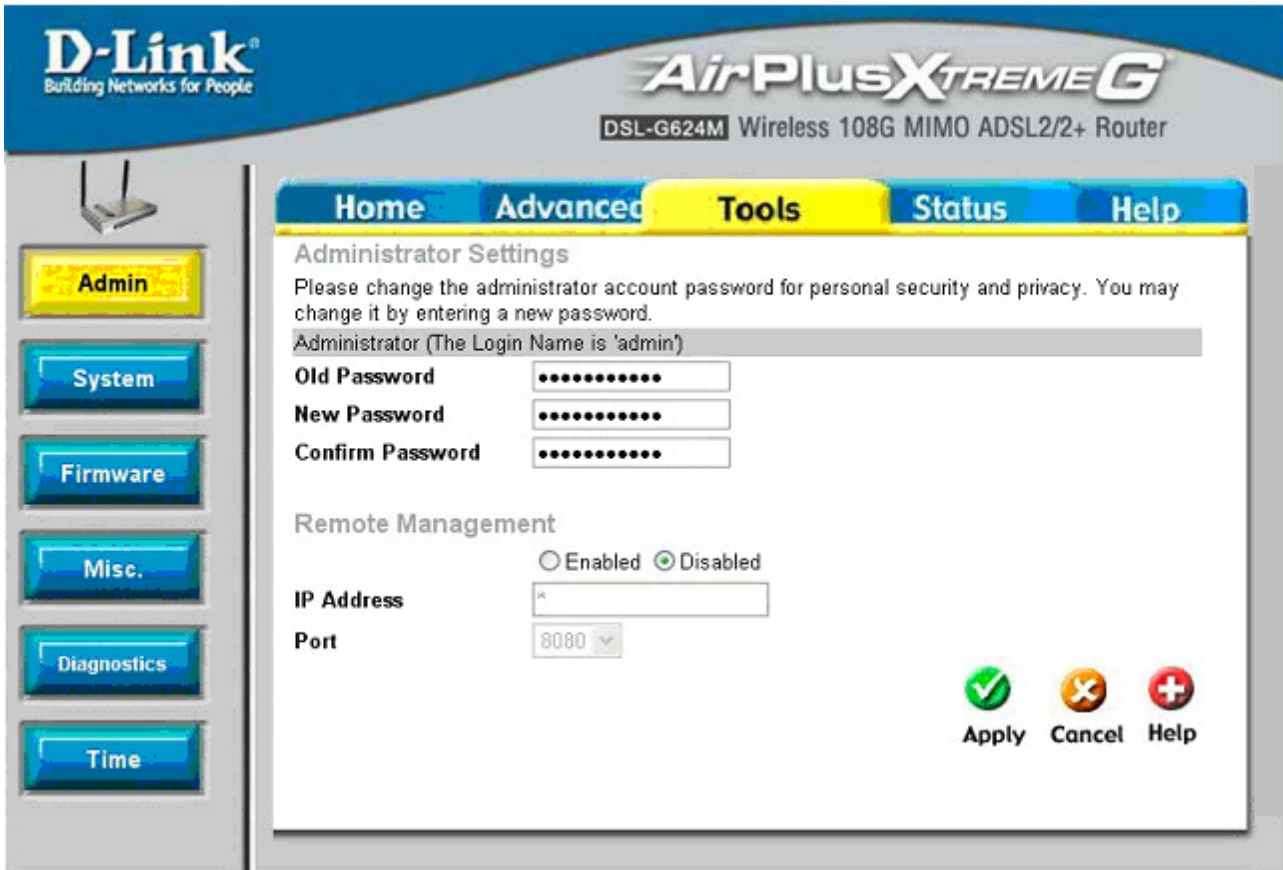 D-Link
Building Networks for People
AirPlusXTREMEG
DSL-G624M Wireless 108G MIMO ADSL2/2+ Router
Home Advanced Tools Status Help
Admin
System
Firmware
Misc.
Diagnostics
Time
Administrator Settings
Please change the administrator account password for personal security and privacy. You may
change it by entering a new password.
Administrator (The Login Name is 'admin')
Old Password •••••••••••
New Password •••••••••••
Confirm Password •••••••••••
Remote Management
Enabled Disabled
IP Address *
Port 8080
Apply Cancel Help